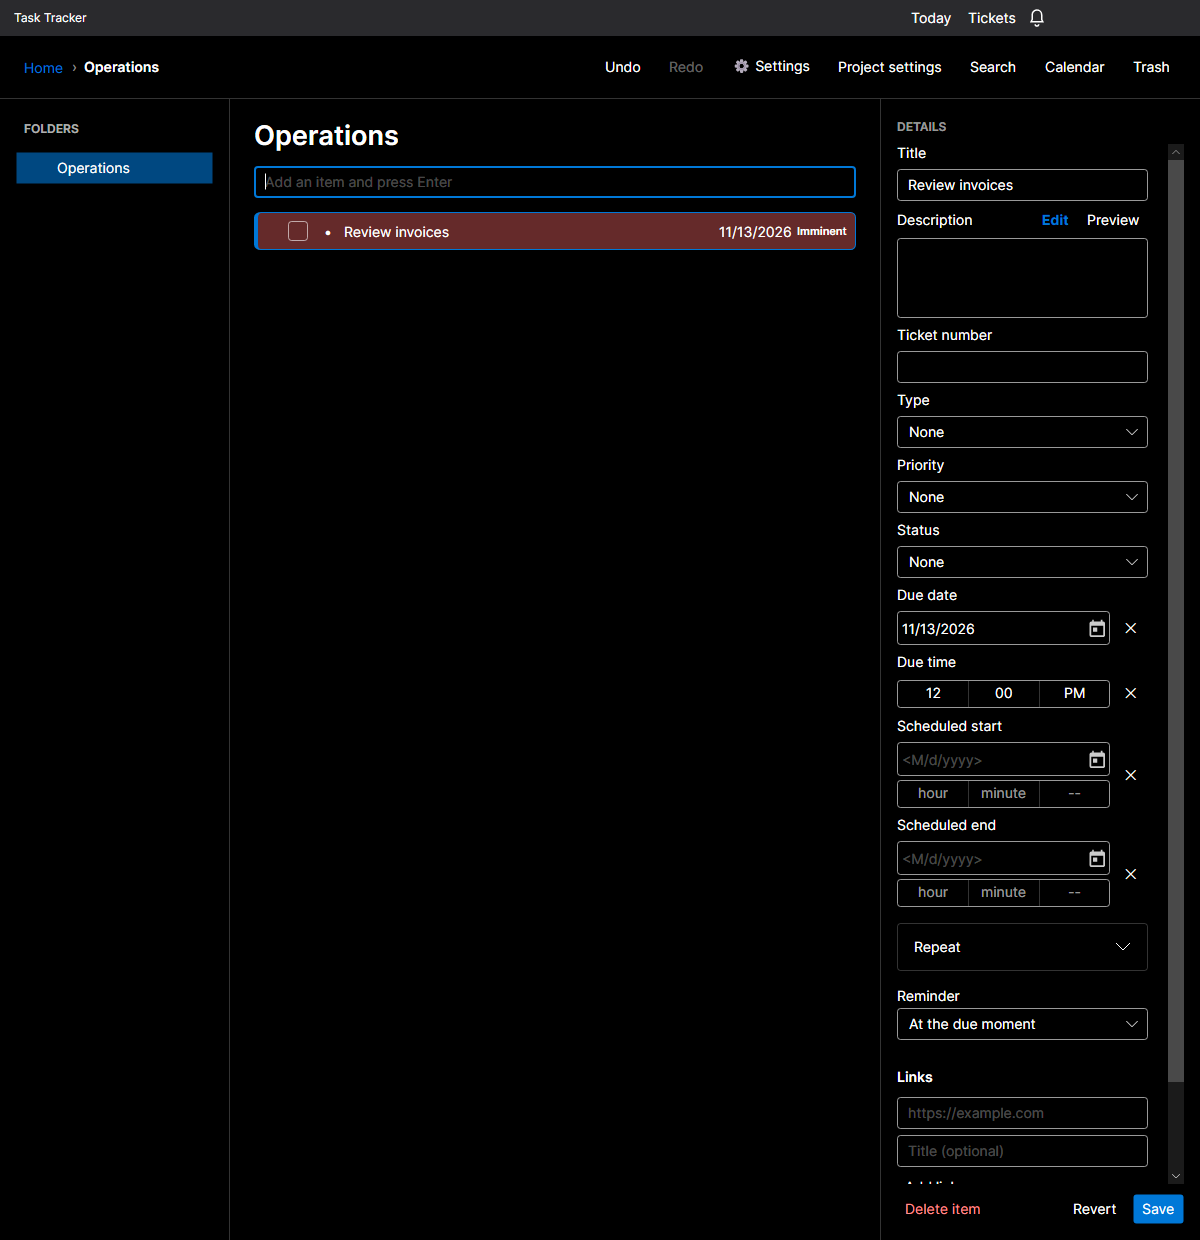 Task Tracker
Today Tickets
Home › Operations
Undo Redo Settings Project settings Search Calendar Trash
FOLDERS
Operations
Operations
Add an item and press Enter
• Review invoices 11/13/2026 Imminent
DETAILS
Title
Review invoices
Description Edit Preview
Ticket number
Type
None
Priority
None
Status
None
Due date
11/13/2026
Due time
12 00 PM
Scheduled start
<M/d/yyyy>
hour minute --
Scheduled end
<M/d/yyyy>
hour minute --
Repeat
Reminder
At the due moment
Links
https://example.com
Title (optional)
Delete item Revert Save